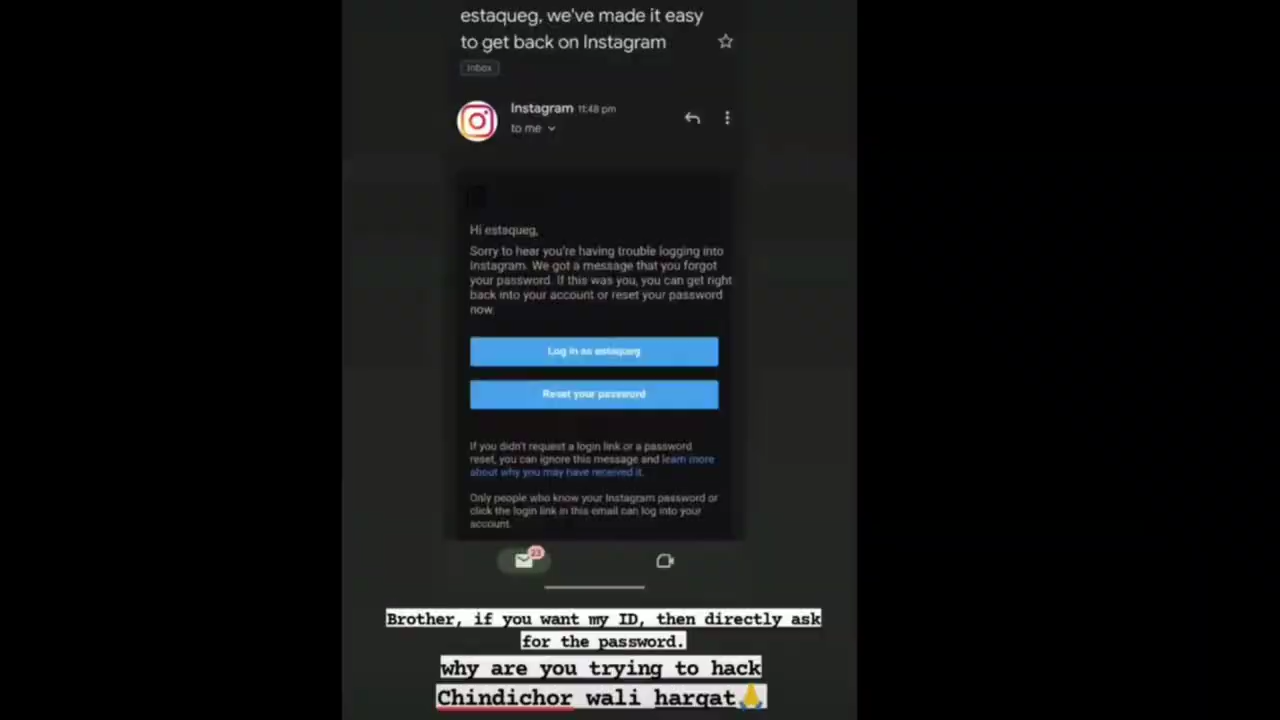 estaqueg, we've made it easy
to get back on Instagram
Inbox
Instagram 11:48 pm
to me
Hi estaqueg,
Sorry to hear you're having trouble logging into
Instagram. We got a message that you forgot
your password. If this was you, you can get right
back into your account or reset your password
now.
Log in as estaqueg
Reset your password
If you didn't request a login link or a password
reset, you can ignore this message and learn more
about why you may have received it.
Only people who know your Instagram password or
click the login link in this email can log into your
account.
23
Brother, if you want my ID, then directly ask
for the password.
why are you trying to hack
Chindichor wali harqat🙏